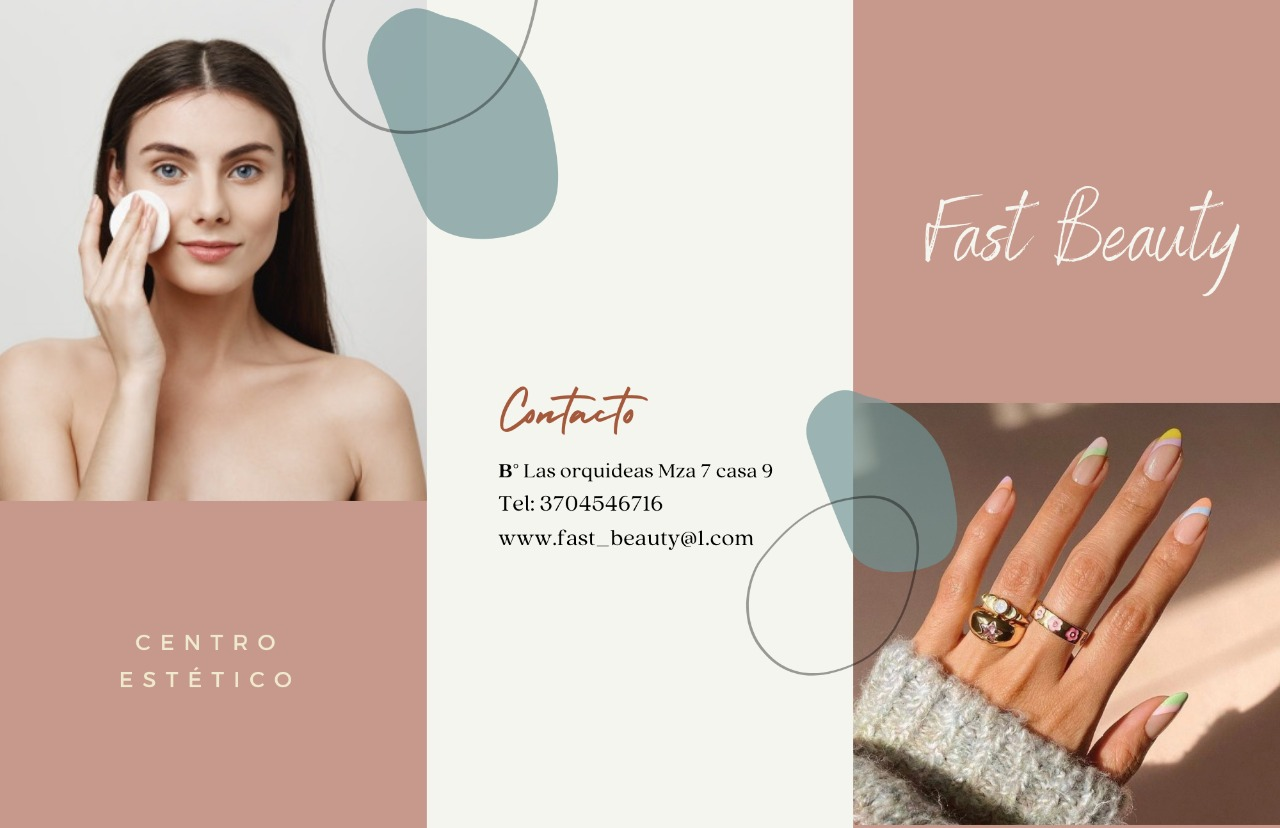 CENTRO
ESTÉTICO
Contacto
B° Las orquideas Mza 7 casa 9
Tel: 3704546716
www.fast_beauty@l.com
Fast Beauty